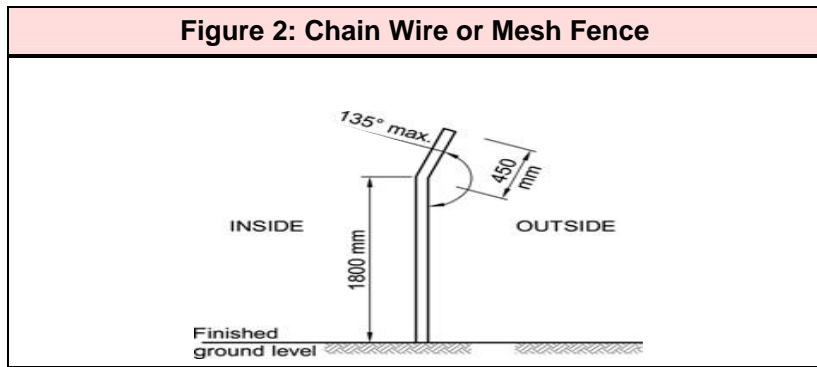 Figure 2: Chain Wire or Mesh Fence
135° max.
450
mm
INSIDE
OUTSIDE
1800 mm
Finished
ground level